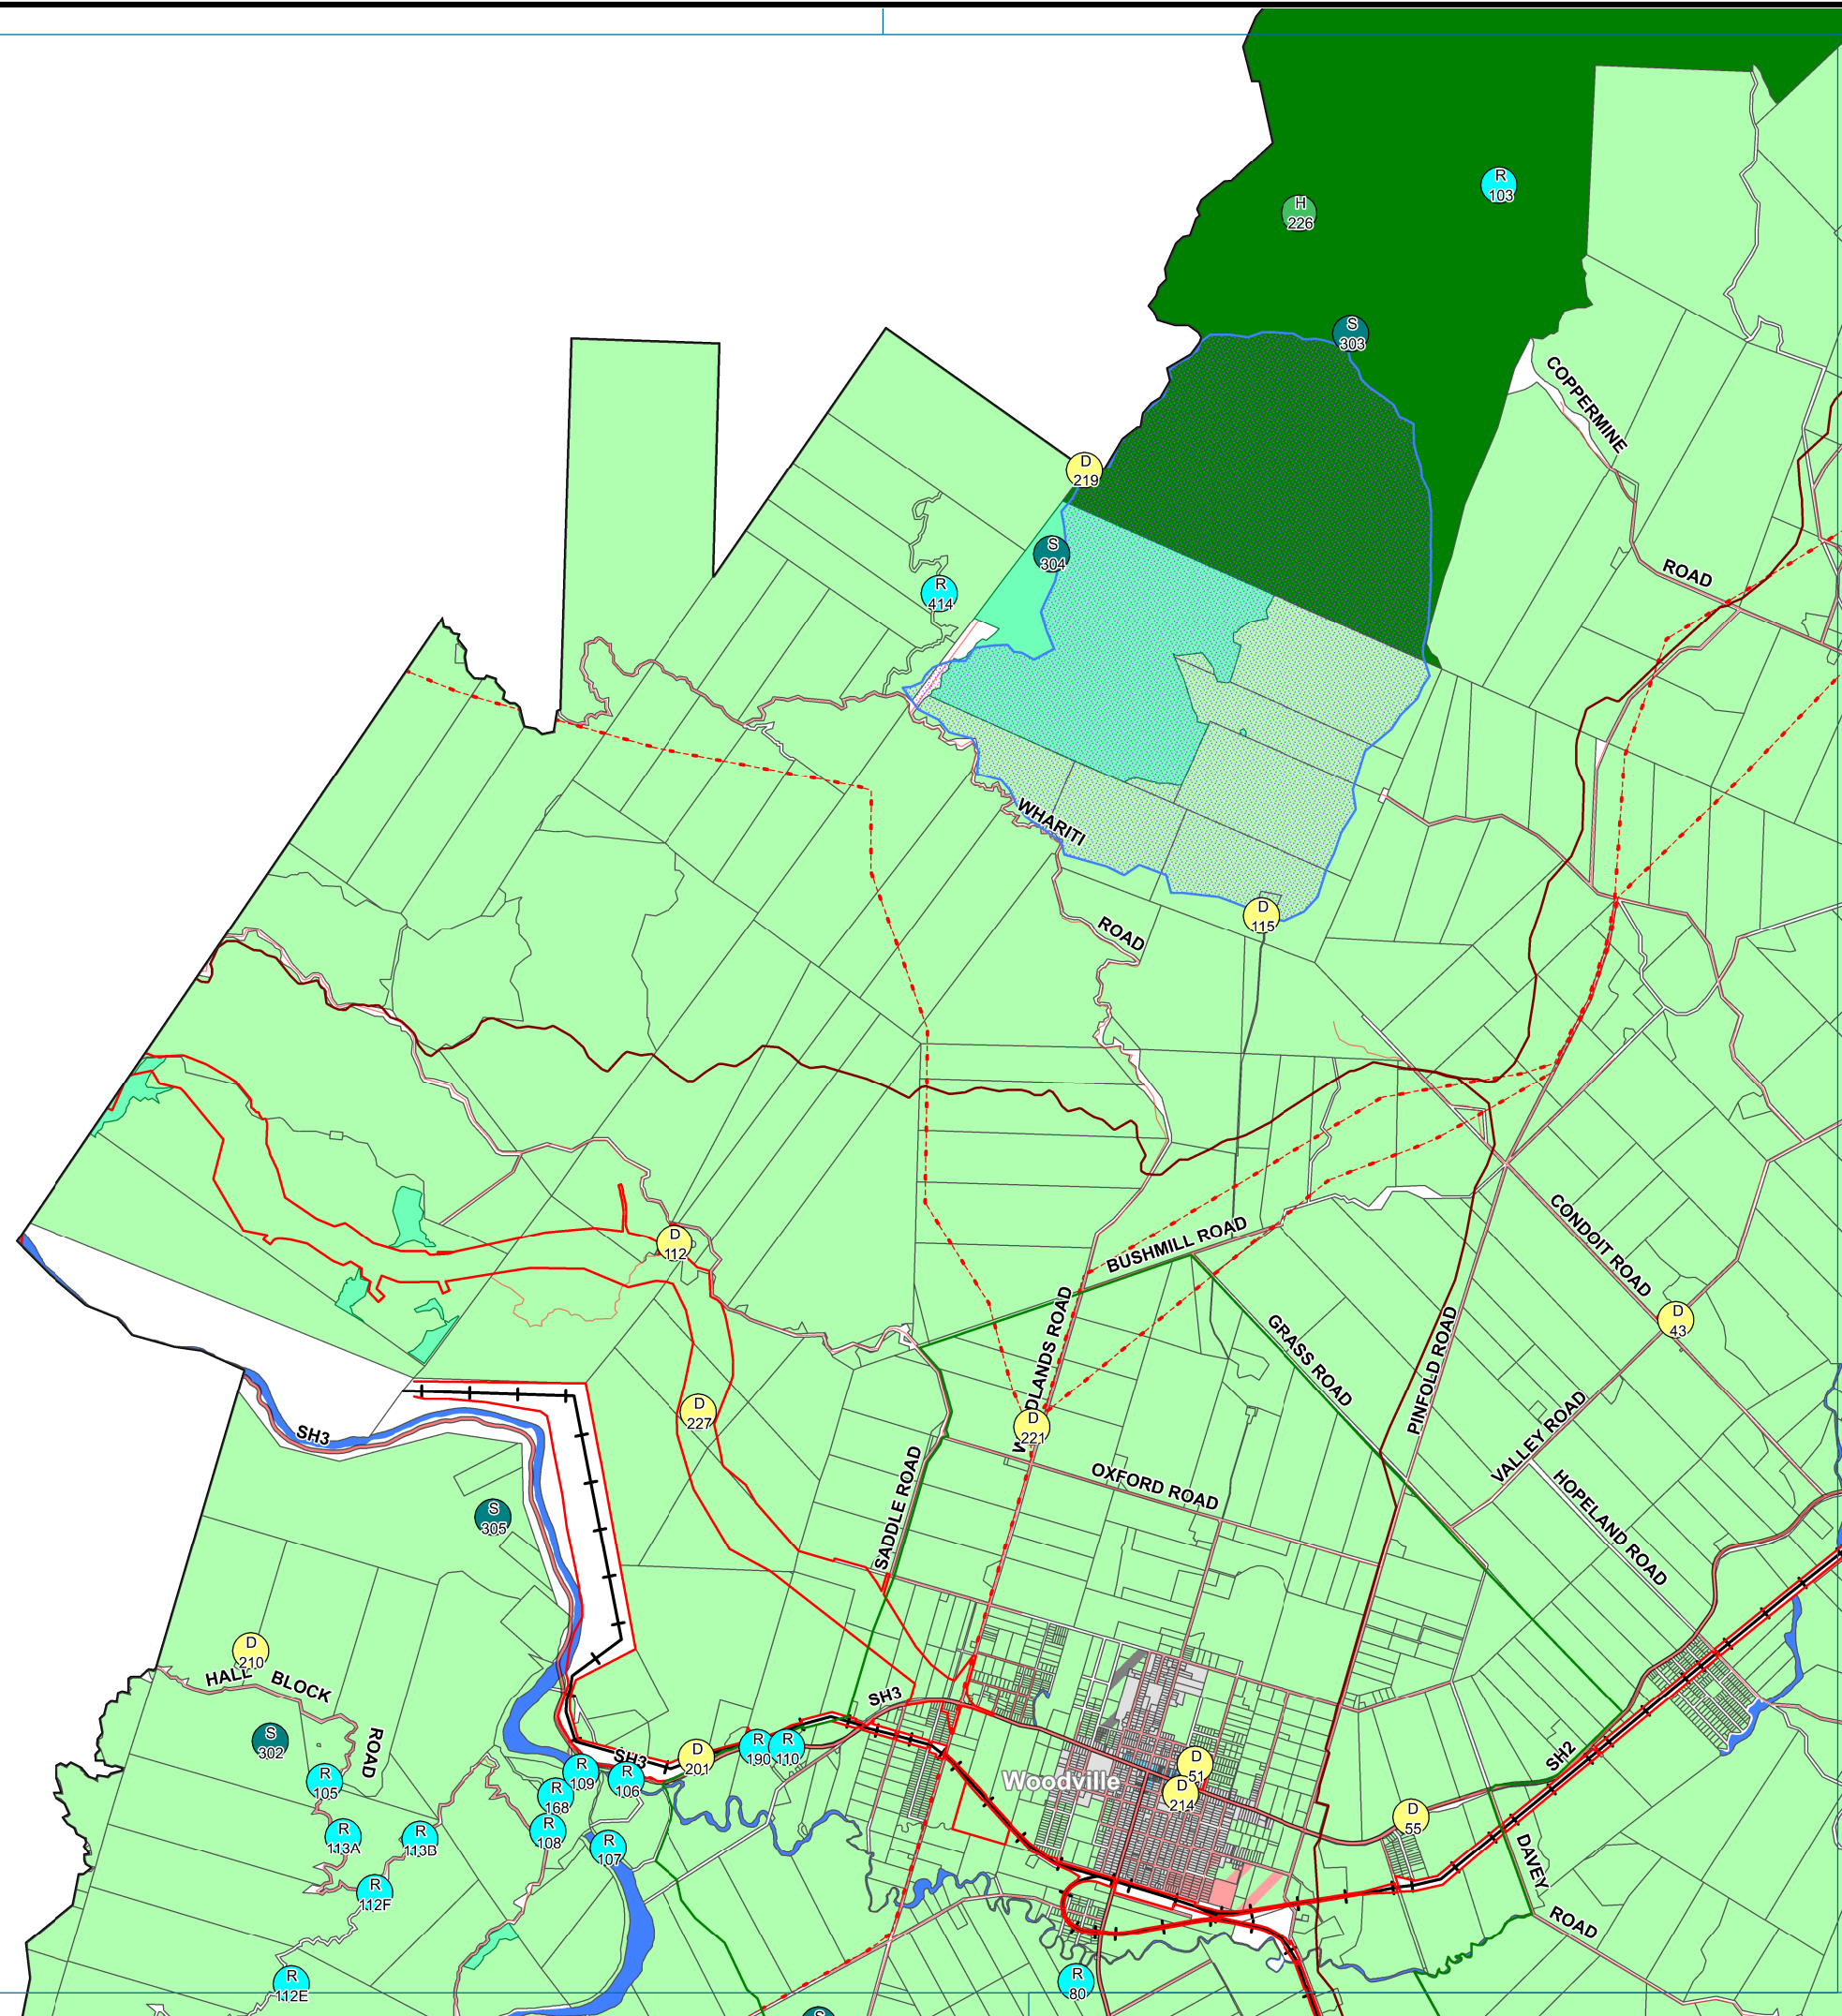 R
103
H
226
S
303
COPPERMINE
D
219
S
304
ROAD
R
414
WHARITI
D
115
ROAD
CONDOIT ROAD
BUSHMILL ROAD
D
112
GRASS ROAD
D
43
PINFOLD ROAD
WOODLANDS ROAD
D
227
D
221
VALLEY ROAD
SH3
OXFORD ROAD
HOPELAND ROAD
SADDLE ROAD
S
305
D
210
HALL BLOCK
ROAD
SH3
S
302
SH3
D
201
R
190
R
110
SH2
R
105
R
109
R
106
Woodville
D
51
D
214
R
168
D
55
R
113A
R
113B
R
108
R
107
DAVEY
R
112F
ROAD
R
112E
R
80
S